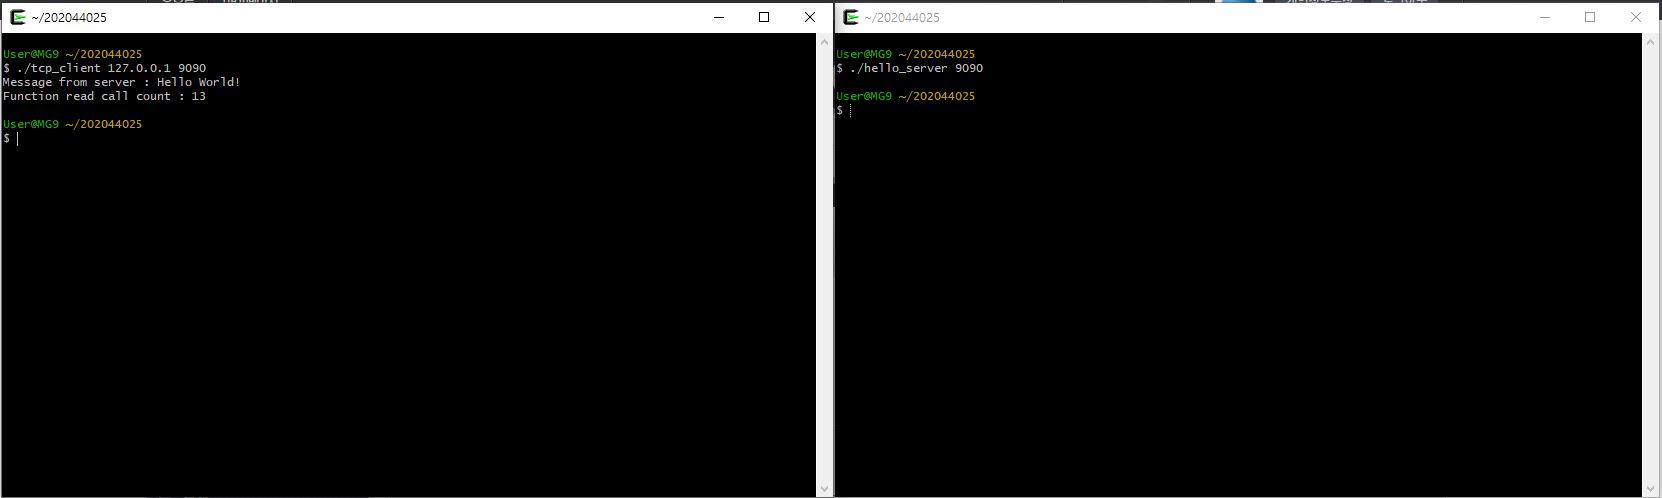 ~/202044025
User@MG9 ~/202044025
$ ./tcp_client 127.0.0.1 9090
Message from server : Hello World!
Function read call count : 13
User@MG9 ~/202044025
$
~/202044025
User@MG9 ~/202044025
$ ./hello_server 9090
User@MG9 ~/202044025
$